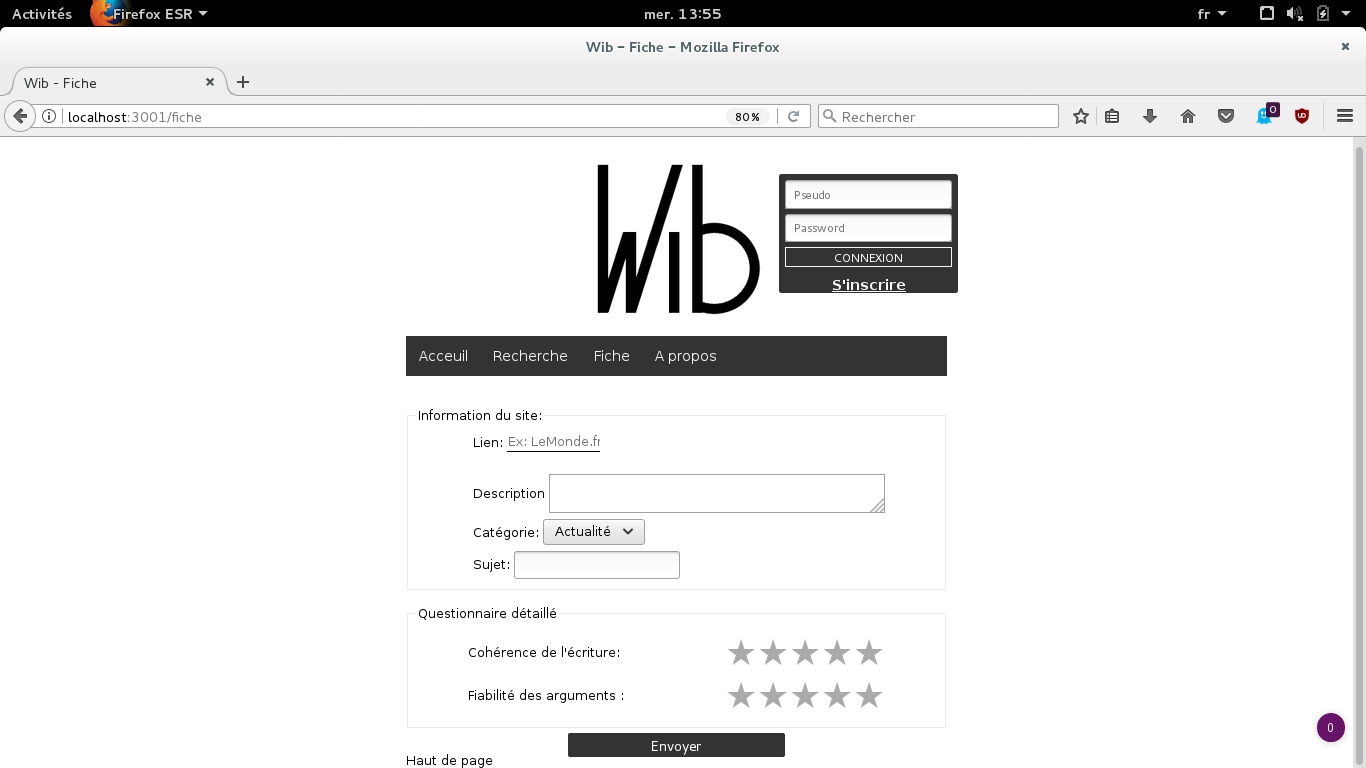 Activités Firefox ESR mer. 13:55 fr
Wib – Fiche – Mozilla Firefox
Wib - Fiche
localhost:3001/fiche 80% Rechercher 0
Wib
Pseudo
Password
CONNEXION
S'inscrire
Acceuil Recherche Fiche A propos
Information du site:
Lien: Ex: LeMonde.fr
Description
Catégorie: Actualité
Sujet:
Questionnaire détaillé
Cohérence de l'écriture:
Fiabilité des arguments :
0
Envoyer
Haut de page